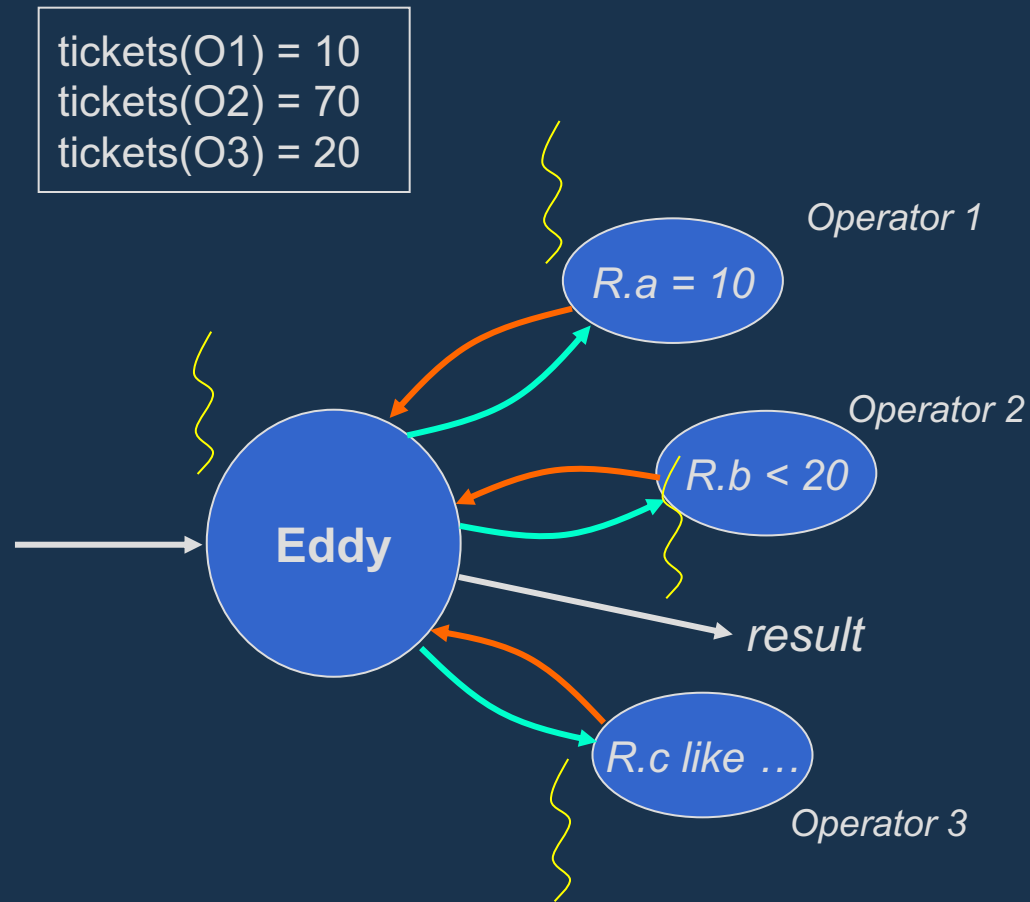 tickets(O1) = 10
tickets(O2) = 70
tickets(O3) = 20
Operator 1
R.a = 10
Operator 2
R.b < 20
Eddy
result
R.c like …
Operator 3